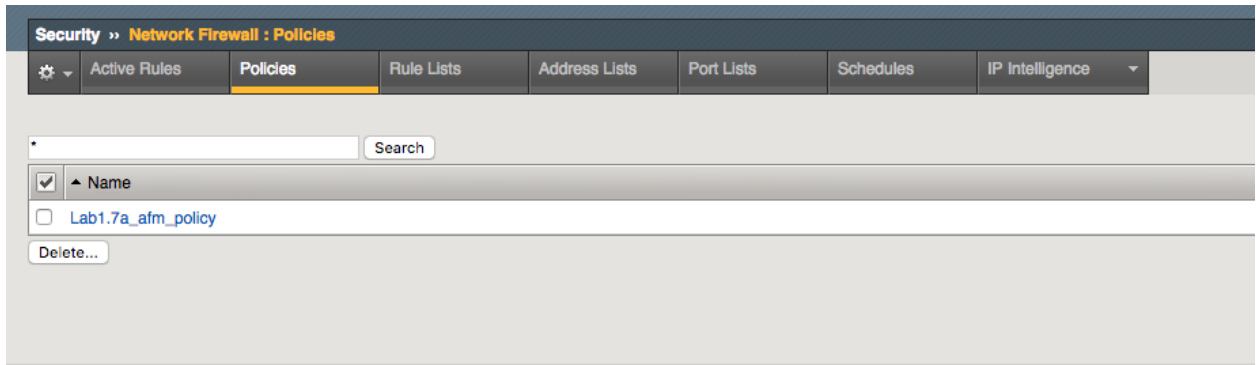 Security ›› Network Firewall : Policies
Active Rules Policies Rule Lists Address Lists Port Lists Schedules IP Intelligence
* Search
Name
Lab1.7a_afm_policy
Delete...